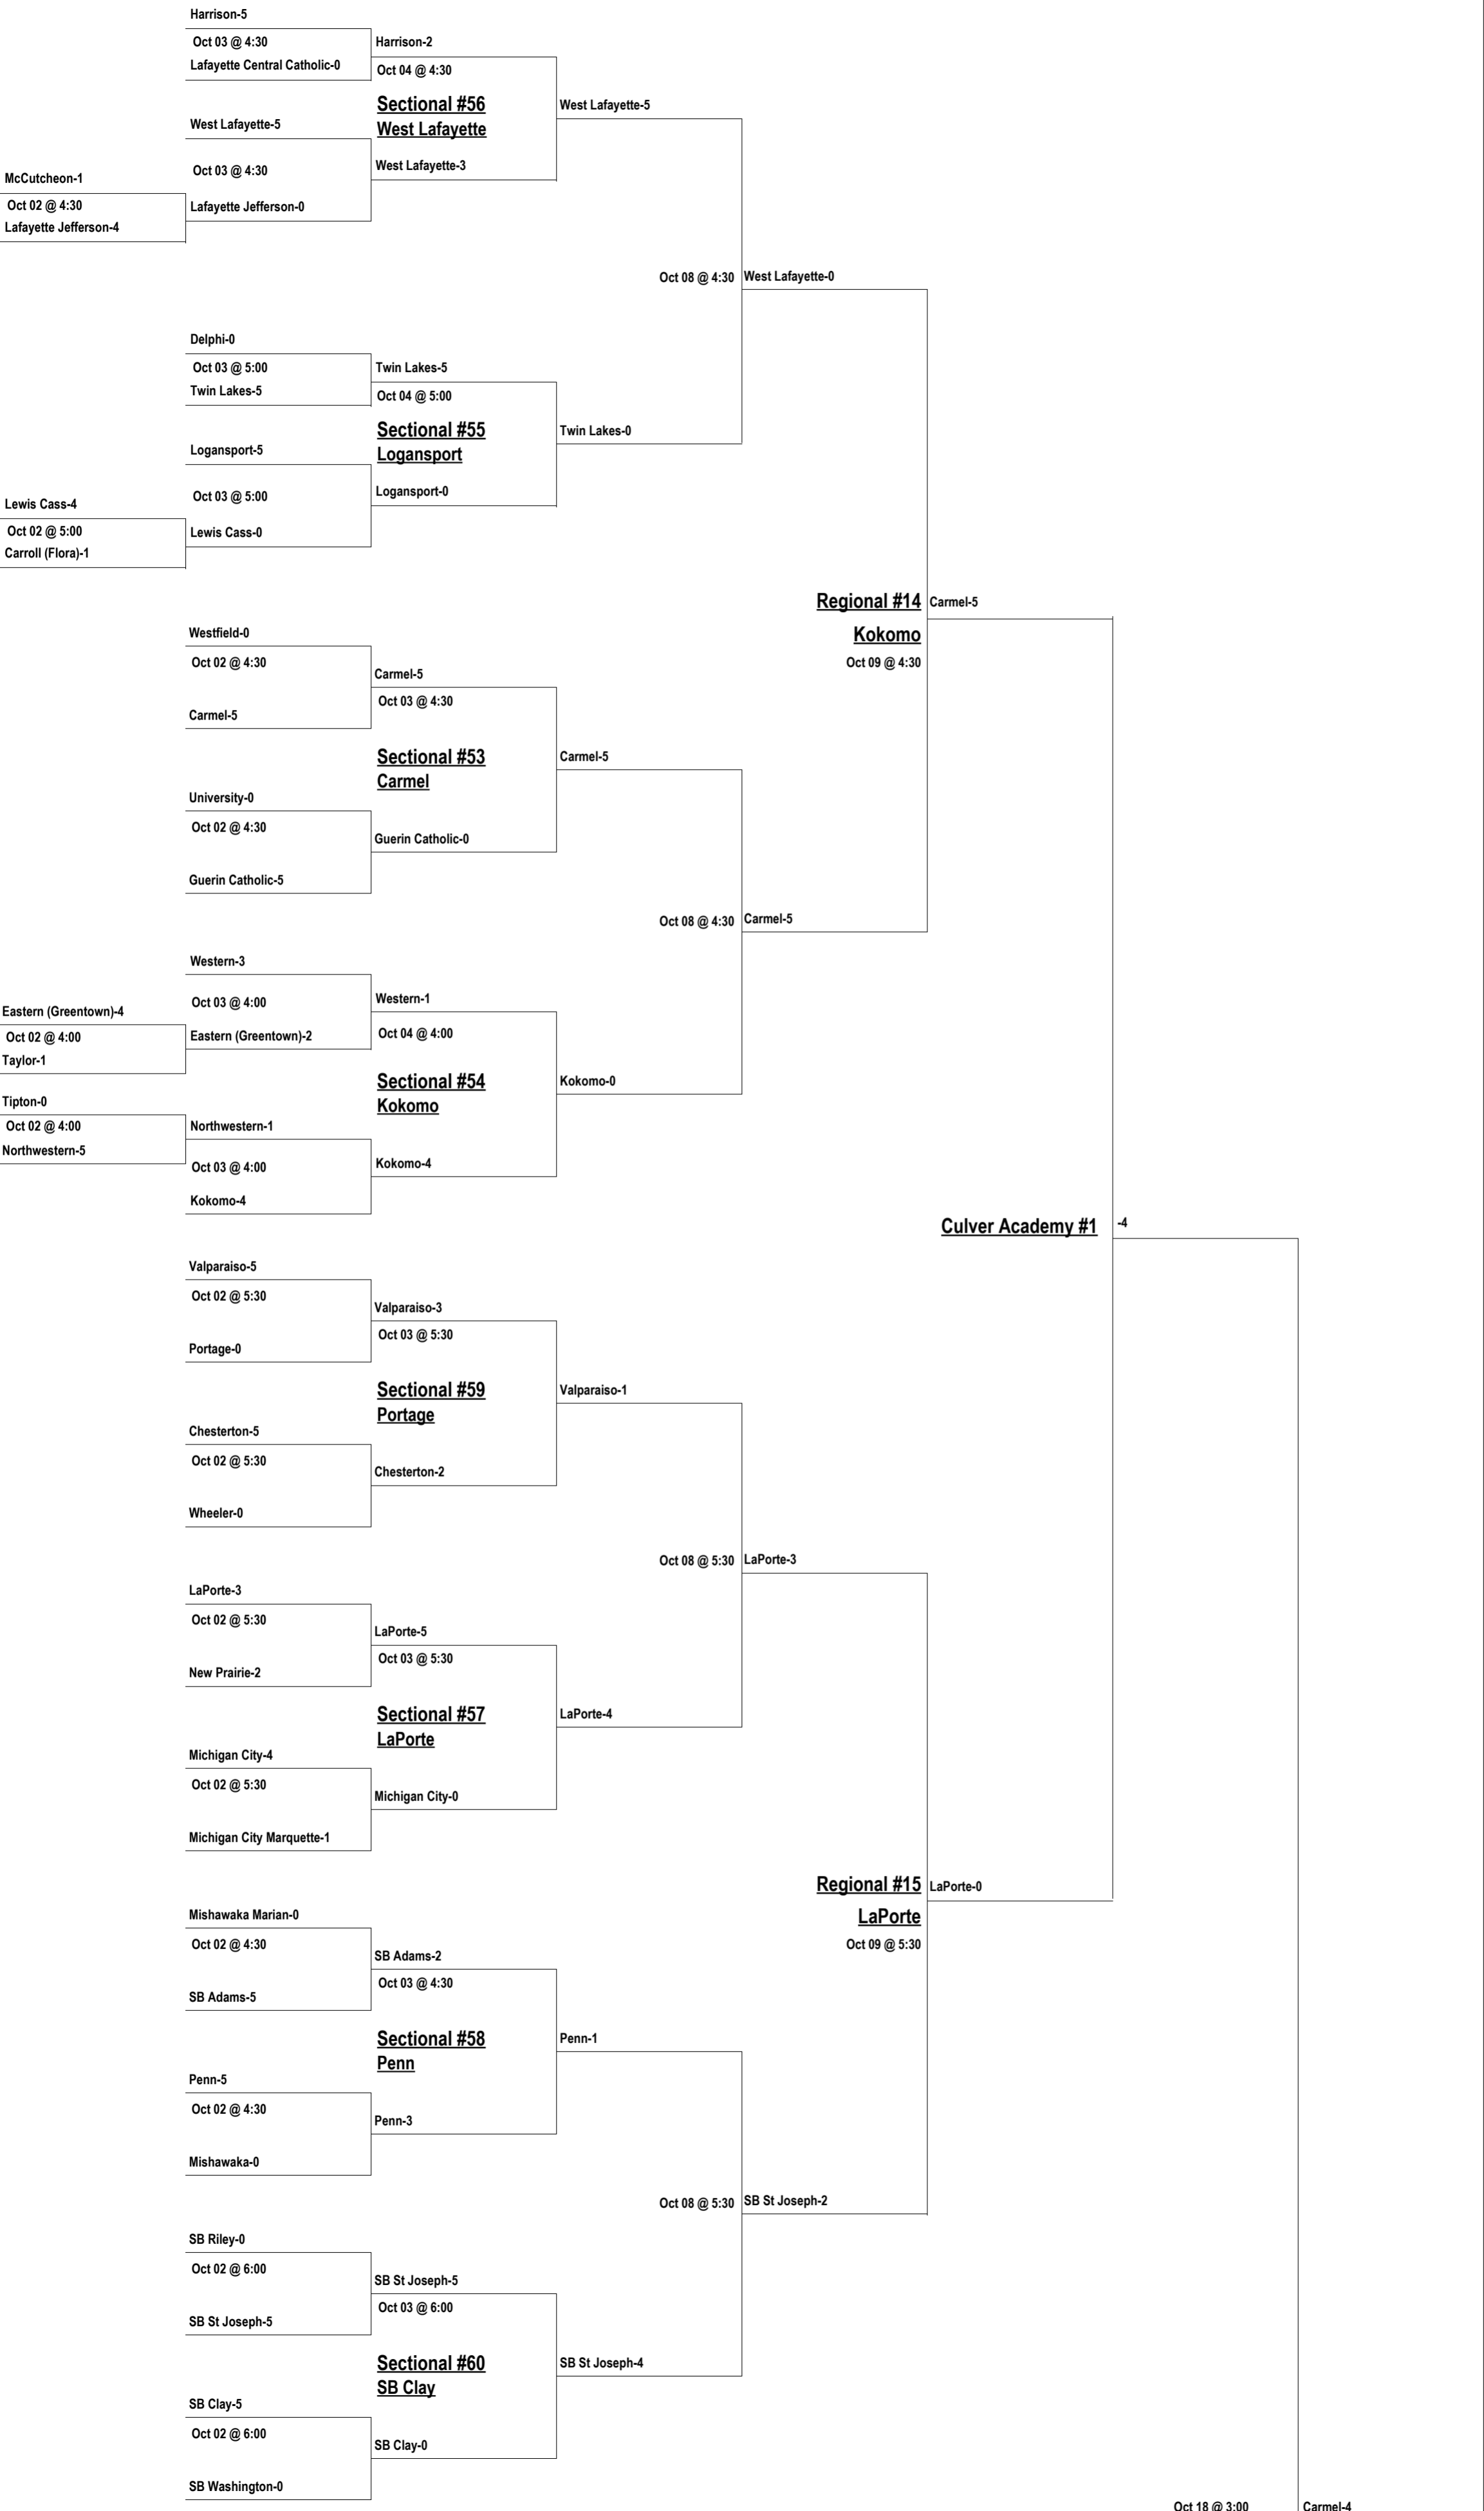 Harrison-5
Oct 03 @ 4:30
Harrison-2
Lafayette Central Catholic-0
Oct 04 @ 4:30
Sectional #56
West Lafayette
West Lafayette-5
West Lafayette-5
Oct 03 @ 4:30
West Lafayette-3
McCutcheon-1
Oct 02 @ 4:30
Lafayette Jefferson-0
Lafayette Jefferson-4
Oct 08 @ 4:30
West Lafayette-0
Delphi-0
Oct 03 @ 5:00
Twin Lakes-5
Twin Lakes-5
Oct 04 @ 5:00
Sectional #55
Logansport
Twin Lakes-0
Logansport-5
Oct 03 @ 5:00
Logansport-0
Lewis Cass-4
Oct 02 @ 5:00
Lewis Cass-0
Carroll (Flora)-1
Regional #14
Carmel-5
Kokomo
Oct 09 @ 4:30
Westfield-0
Oct 02 @ 4:30
Carmel-5
Oct 03 @ 4:30
Carmel-5
Sectional #53
Carmel
Carmel-5
University-0
Oct 02 @ 4:30
Guerin Catholic-0
Guerin Catholic-5
Oct 08 @ 4:30
Carmel-5
Western-3
Oct 03 @ 4:00
Western-1
Eastern (Greentown)-4
Oct 02 @ 4:00
Eastern (Greentown)-2
Oct 04 @ 4:00
Taylor-1
Sectional #54
Kokomo
Kokomo-0
Tipton-0
Oct 02 @ 4:00
Northwestern-1
Northwestern-5
Oct 03 @ 4:00
Kokomo-4
Kokomo-4
Culver Academy #1
-4
Valparaiso-5
Oct 02 @ 5:30
Valparaiso-3
Oct 03 @ 5:30
Portage-0
Sectional #59
Portage
Valparaiso-1
Chesterton-5
Oct 02 @ 5:30
Chesterton-2
Wheeler-0
Oct 08 @ 5:30
LaPorte-3
LaPorte-3
Oct 02 @ 5:30
LaPorte-5
Oct 03 @ 5:30
New Prairie-2
Sectional #57
LaPorte
LaPorte-4
Michigan City-4
Oct 02 @ 5:30
Michigan City-0
Michigan City Marquette-1
Regional #15
LaPorte-0
LaPorte
Oct 09 @ 5:30
Mishawaka Marian-0
Oct 02 @ 4:30
SB Adams-2
Oct 03 @ 4:30
SB Adams-5
Sectional #58
Penn
Penn-1
Penn-5
Oct 02 @ 4:30
Penn-3
Mishawaka-0
Oct 08 @ 5:30
SB St Joseph-2
SB Riley-0
Oct 02 @ 6:00
SB St Joseph-5
Oct 03 @ 6:00
SB St Joseph-5
Sectional #60
SB Clay
SB St Joseph-4
SB Clay-5
Oct 02 @ 6:00
SB Clay-0
SB Washington-0
Oct 18 @ 3:00
Carmel-4